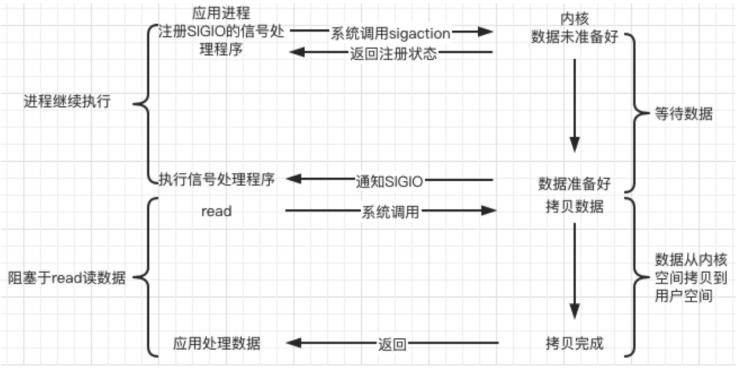 应用进程
注册SIGIO的信号处
理程序
系统调用sigaction
返回注册状态
内核
数据未准备好
进程继续执行
等待数据
执行信号处理程序
通知SIGIO
数据准备好
read
系统调用
拷贝数据
阻塞于read读数据
数据从内核
空间拷贝到
用户空间
应用处理数据
返回
拷贝完成